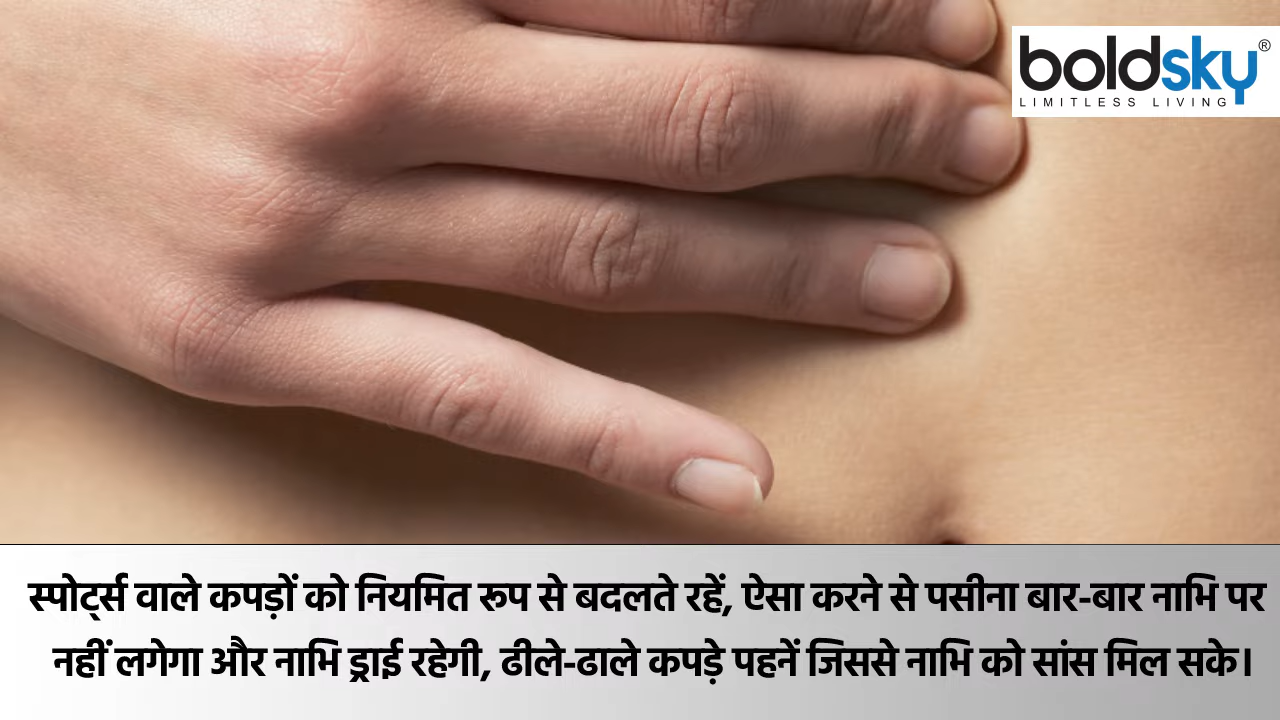 boldsky®
LIMITLESS LIVING
स्पोर्ट्स वाले कपड़ों को नियमित रूप से बदलते रहें, ऐसा करने से पसीना बार-बार नाभि पर
नहीं लगेगा और नाभि ड्राई रहेगी, ढीले-ढाले कपड़े पहनें जिससे नाभि को सांस मिल सके।